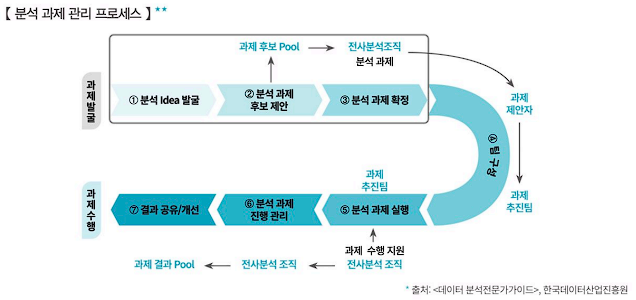 【 분석 과제 관리 프로세스 】★★
과제 후보 Pool
전사분석조직
분석 과제
과제발굴
① 분석 Idea 발굴
② 분석 과제
후보 제안
③ 분석 과제 확정
과제
제안자
④ 팀 구성
과제
추진팀
과제수행
⑦ 결과 공유/개선
⑥ 분석 과제
진행 관리
과제
추진팀
⑤ 분석 과제 실행
과제 수행 지원
과제 결과 Pool
전사분석 조직
전사분석 조직
* 출처: <데이터 분석전문가가이드>, 한국데이터산업진흥원